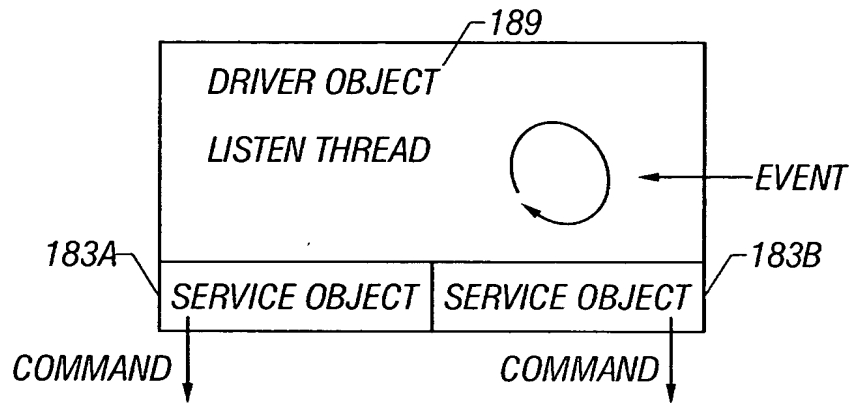 189
DRIVER OBJECT
LISTEN THREAD
EVENT
183A
183B
SERVICE OBJECT
SERVICE OBJECT
COMMAND
COMMAND